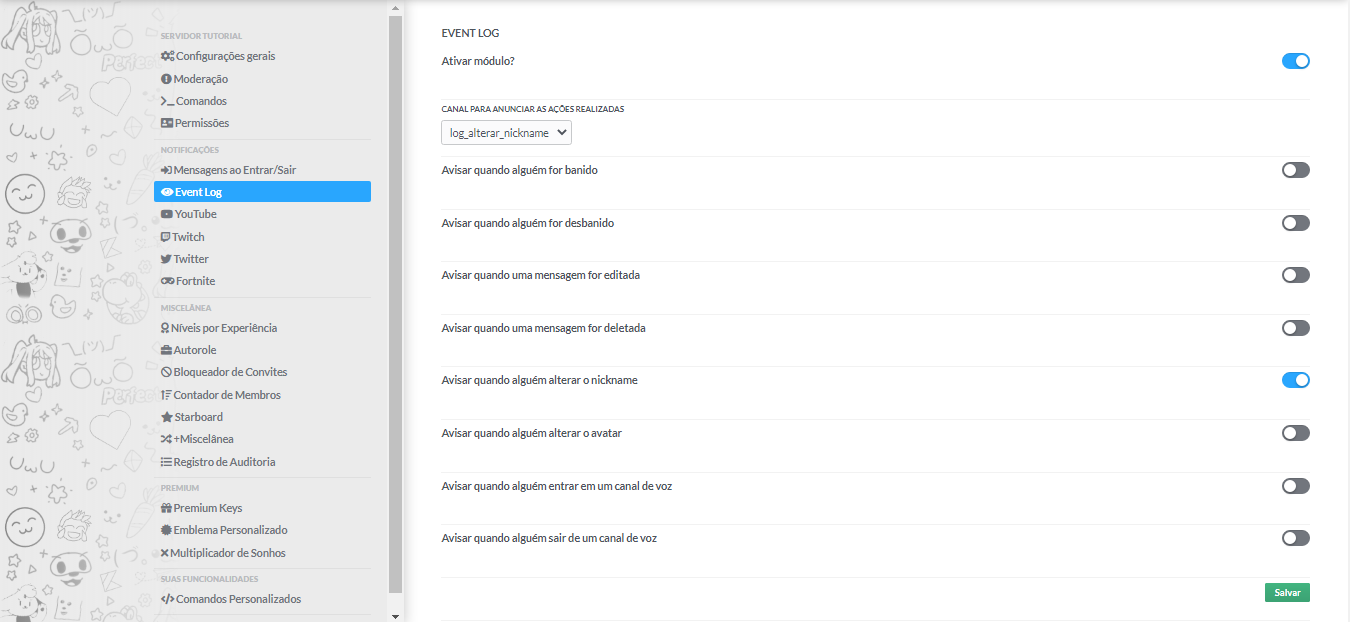 SERVIDOR TUTORIAL
Configurações gerais
Moderação
Comandos
Permissões
NOTIFICAÇÕES
Mensagens ao Entrar/Sair
Event Log
YouTube
Twitch
Twitter
Fortnite
MISCELÂNEA
Níveis por Experiência
Autorole
Bloqueador de Convites
Contador de Membros
Starboard
+Miscelânea
Registro de Auditoria
PREMIUM
Premium Keys
Emblema Personalizado
Multiplicador de Sonhos
SUAS FUNCIONALIDADES
Comandos Personalizados
EVENT LOG
Ativar módulo?
CANAL PARA ANUNCIAR AS AÇÕES REALIZADAS
log_alterar_nickname
Avisar quando alguém for banido
Avisar quando alguém for desbanido
Avisar quando uma mensagem for editada
Avisar quando uma mensagem for deletada
Avisar quando alguém alterar o nickname
Avisar quando alguém alterar o avatar
Avisar quando alguém entrar em um canal de voz
Avisar quando alguém sair de um canal de voz
Salvar